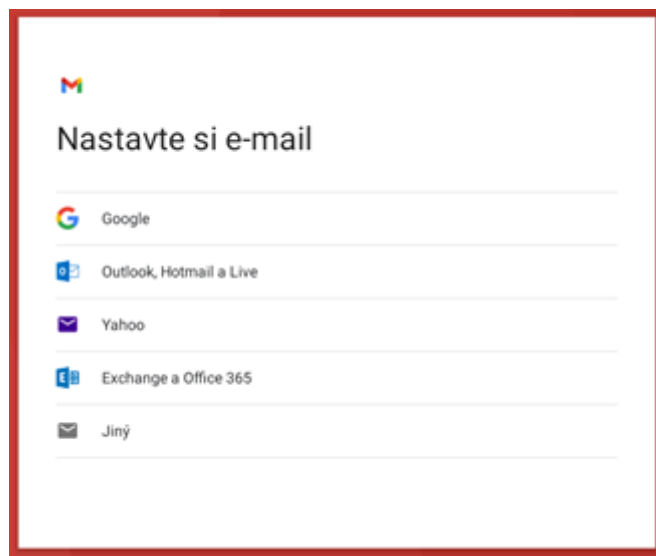 Nastavte si e-mail
Google
Outlook, Hotmail a Live
Yahoo
Exchange a Office 365
Jiný